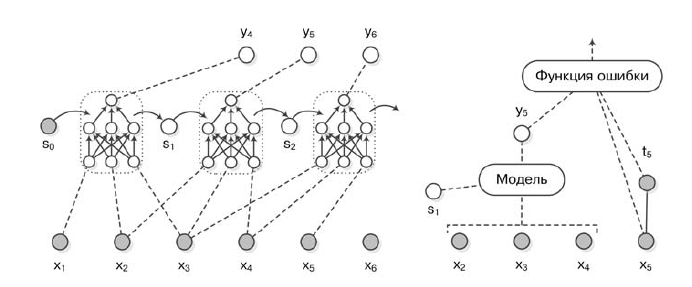 y4 y5 y6
s0 s1 s2
x1 x2 x3 x4 x5 x6
Функция ошибки
y5
t5
Модель
s1
x2 x3 x4 x5